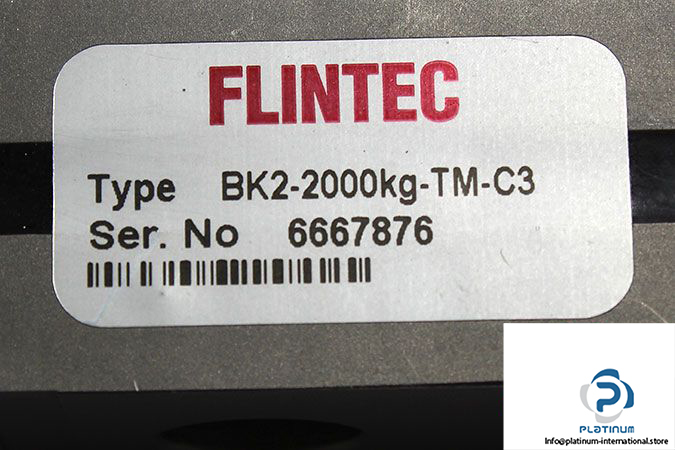 FLINTEC
Type BK2-2000kg-TM-C3
Ser. No 6667876
PLATINUM
Info@platinum-international.store